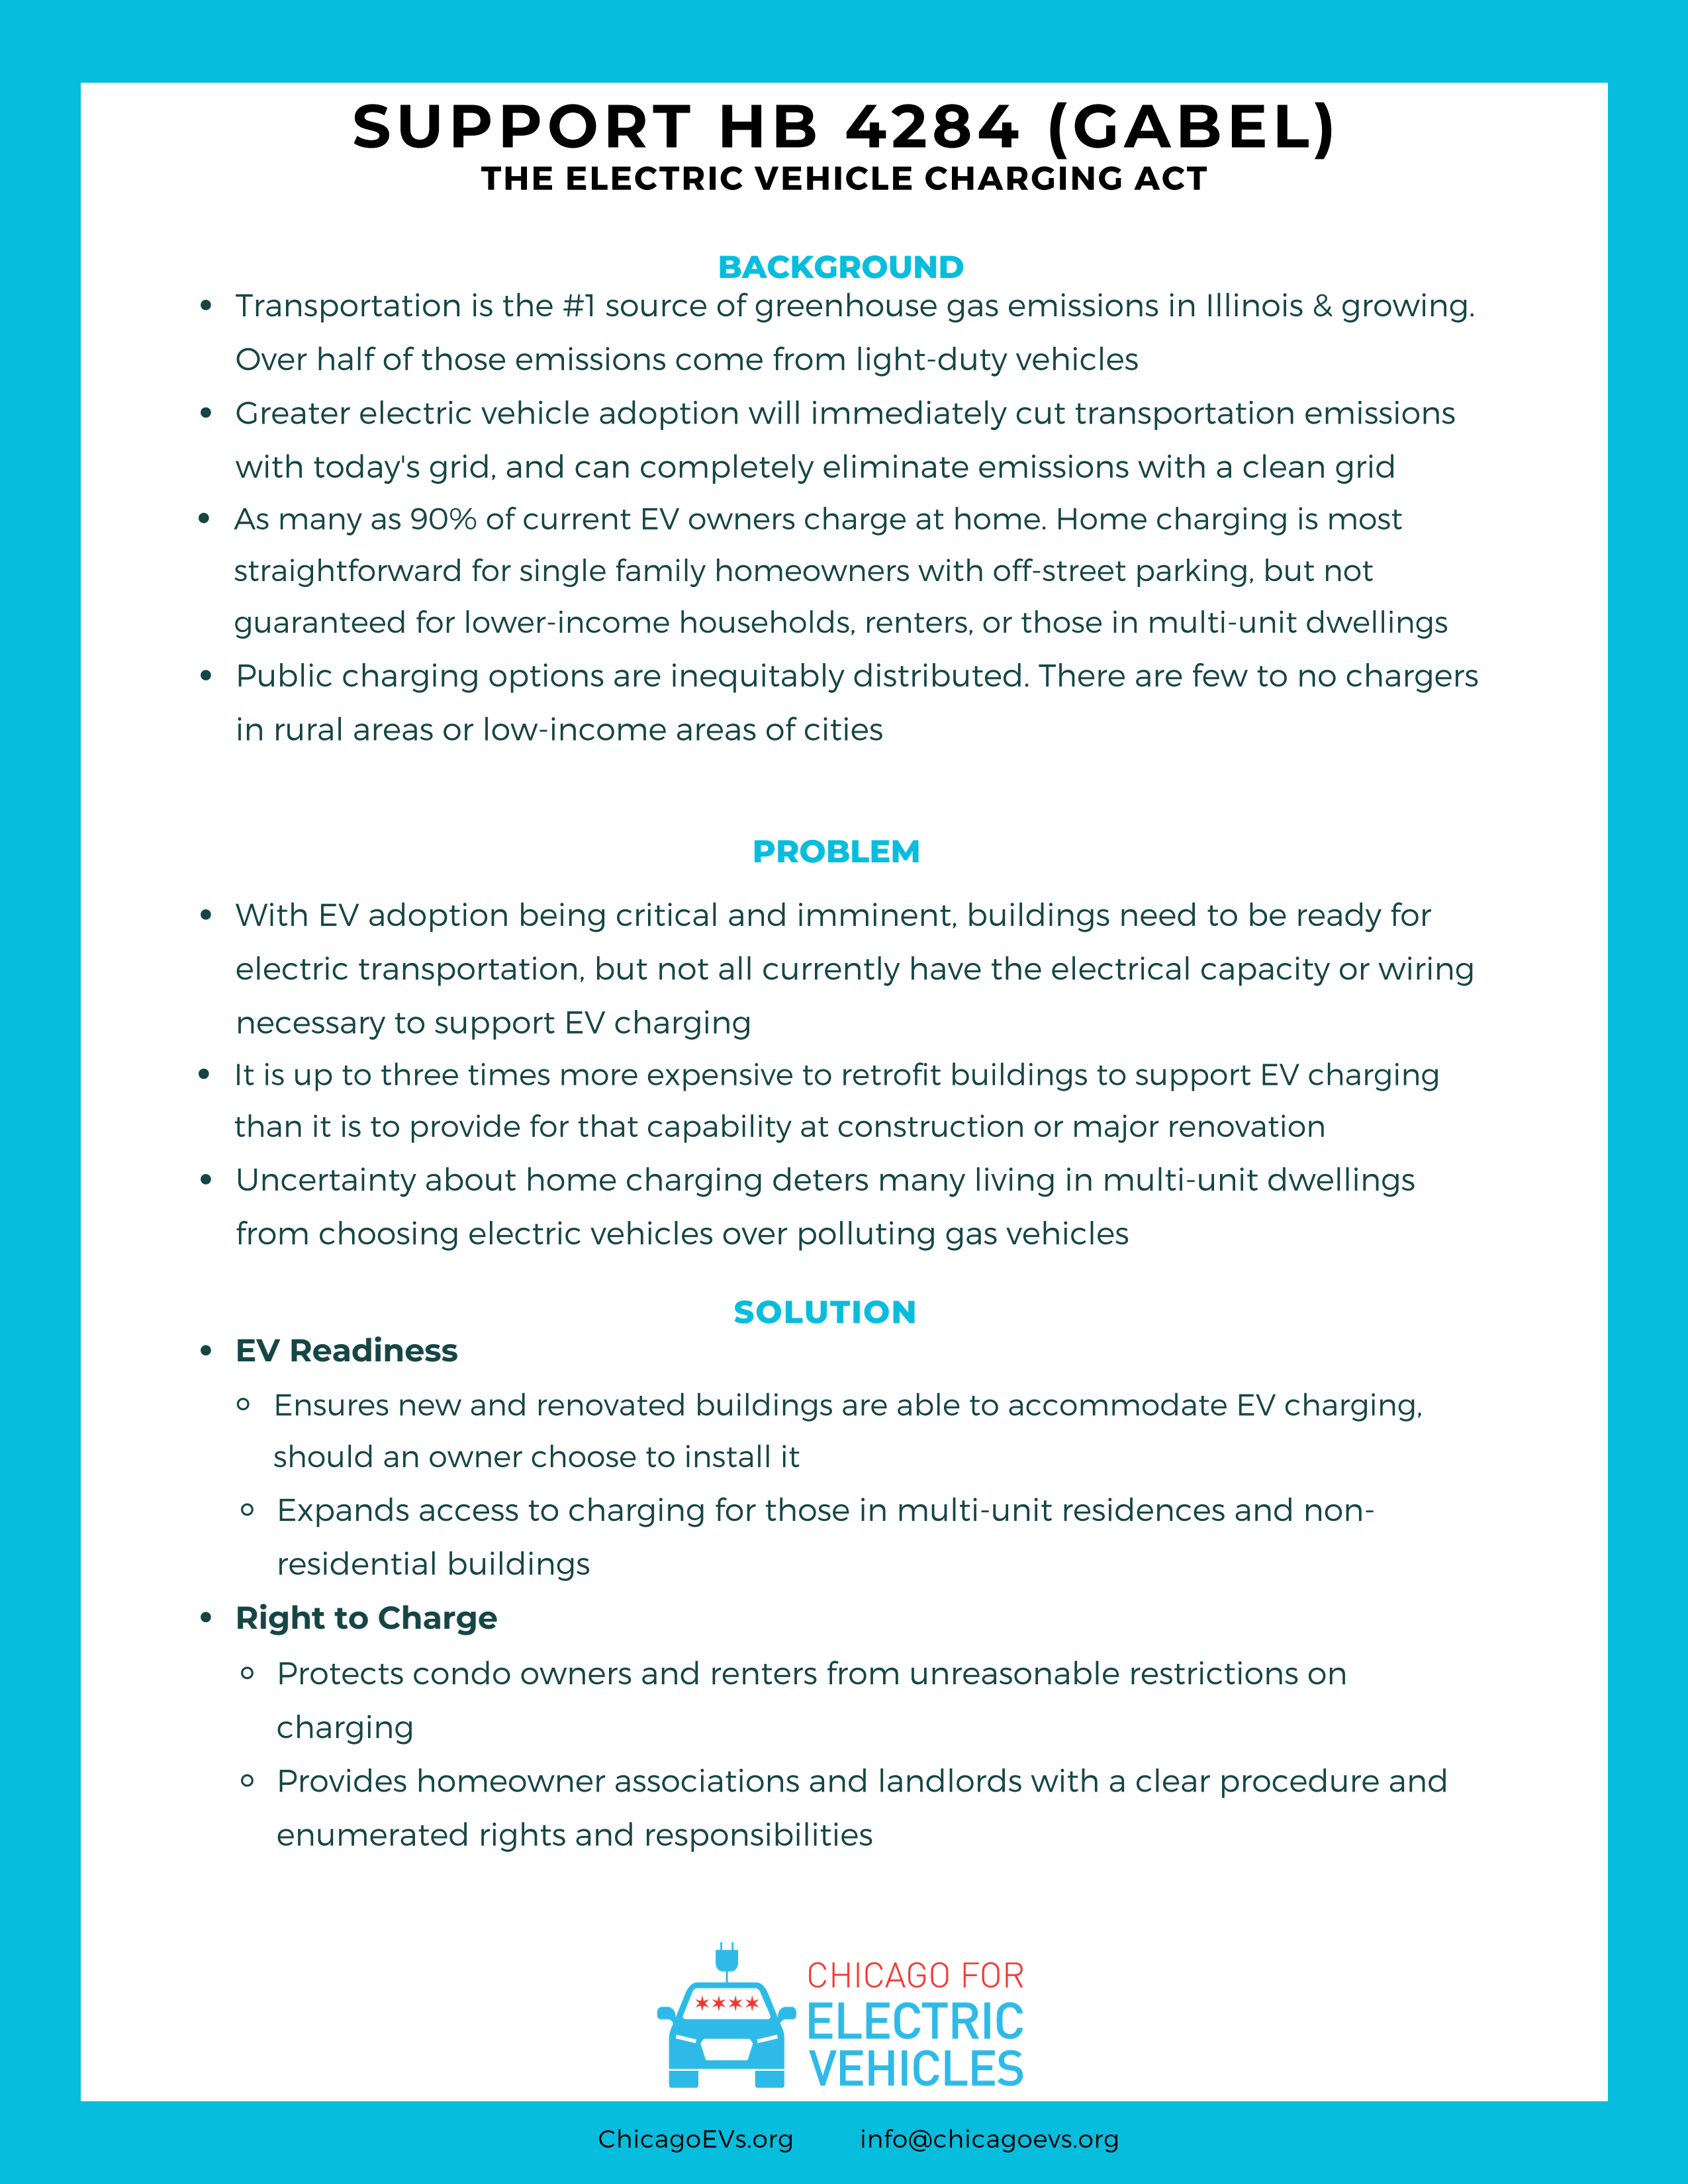 SUPPORT HB 4284 (GABEL)
THE ELECTRIC VEHICLE CHARGING ACT
BACKGROUND
• Transportation is the #1 source of greenhouse gas emissions in Illinois & growing.
Over half of those emissions come from light-duty vehicles
• Greater electric vehicle adoption will immediately cut transportation emissions
with today's grid, and can completely eliminate emissions with a clean grid
• As many as 90% of current EV owners charge at home. Home charging is most
straightforward for single family homeowners with off-street parking, but not
guaranteed for lower-income households, renters, or those in multi-unit dwellings
• Public charging options are inequitably distributed. There are few to no chargers
in rural areas or low-income areas of cities
PROBLEM
• With EV adoption being critical and imminent, buildings need to be ready for
electric transportation, but not all currently have the electrical capacity or wiring
necessary to support EV charging
• It is up to three times more expensive to retrofit buildings to support EV charging
than it is to provide for that capability at construction or major renovation
• Uncertainty about home charging deters many living in multi-unit dwellings
from choosing electric vehicles over polluting gas vehicles
SOLUTION
• EV Readiness
◦ Ensures new and renovated buildings are able to accommodate EV charging,
should an owner choose to install it
◦ Expands access to charging for those in multi-unit residences and non-
residential buildings
• Right to Charge
◦ Protects condo owners and renters from unreasonable restrictions on
charging
◦ Provides homeowner associations and landlords with a clear procedure and
enumerated rights and responsibilities
CHICAGO FOR
ELECTRIC
VEHICLES
ChicagoEVs.org info@chicagoevs.org